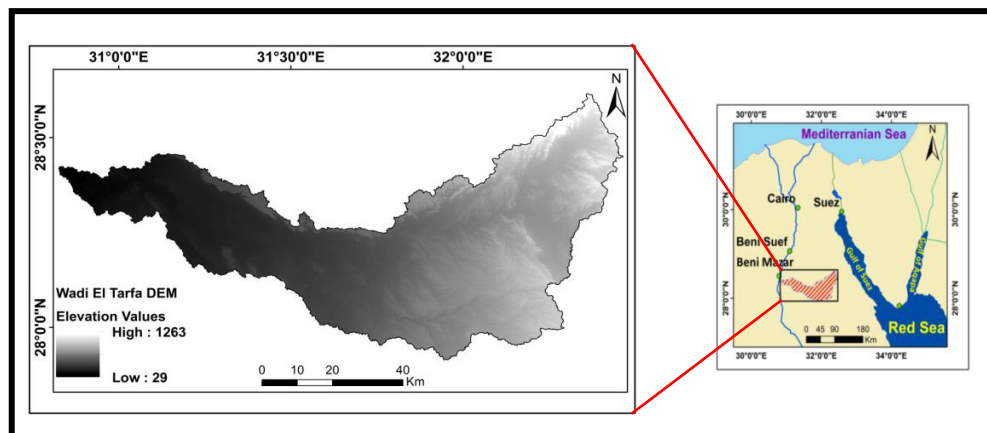 31°0'0"E 31°30'0"E 32°0'0"E
N
28°30'0"N
28°0'0"N
Wadi El Tarfa DEM
Elevation Values
High : 1263
Low : 29
0 10 20 40
Km
30°0'0"E 32°0'0"E 34°0'0"E
Mediterranian Sea
N
Cairo
Suez
30°0'0"N
30°0'0"N
Beni Suef
Beni Mazar
Gulf of Suez
Gulf of Aqaba
28°0'0"N
28°0'0"N
Red Sea
0 45 90 180
Km
30°0'0"E 32°0'0"E 34°0'0"E